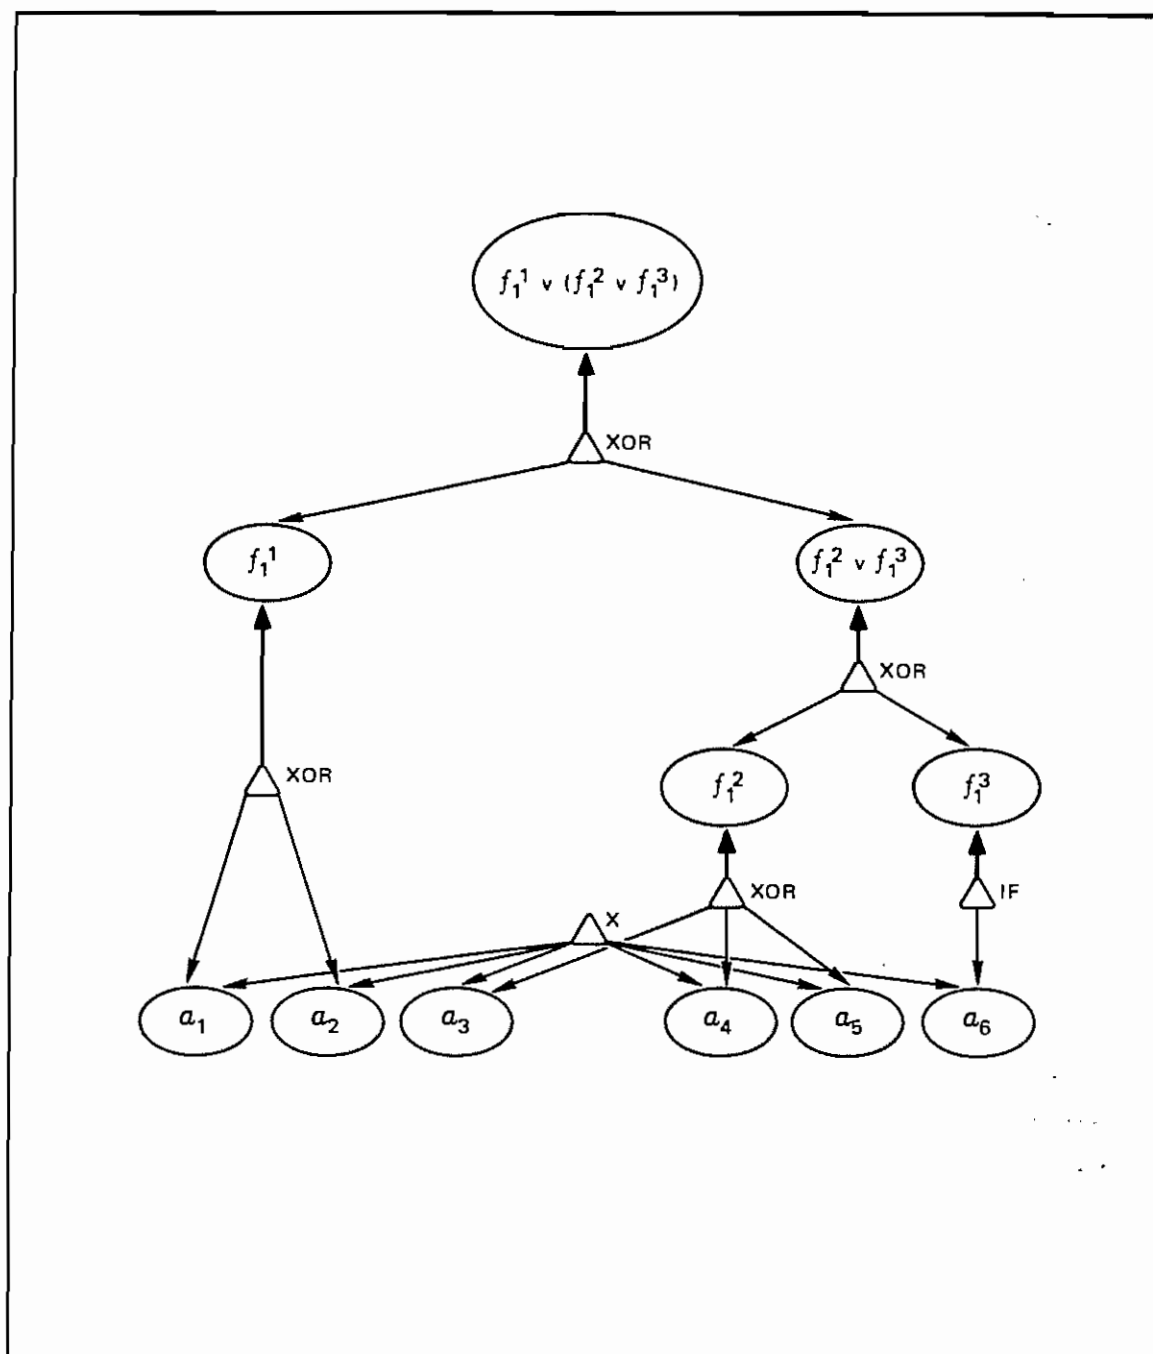 f₁¹ v (f₁² v f₁³)
XOR
f₁¹
f₁² v f₁³
XOR
XOR
f₁²
f₁³
XOR
IF
X
a₁
a₂
a₃
a₄
a₅
a₆